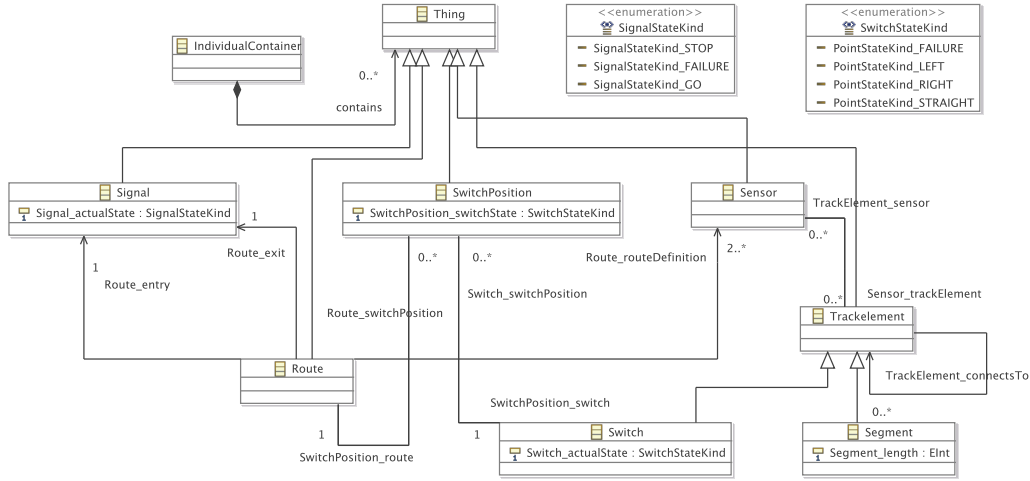 Thing
<<enumeration>>
SignalStateKind
SignalStateKind_STOP
SignalStateKind_FAILURE
SignalStateKind_GO
<<enumeration>>
SwitchStateKind
PointStateKind_FAILURE
PointStateKind_LEFT
PointStateKind_RIGHT
PointStateKind_STRAIGHT
IndividualContainer
0..*
contains
Signal
Signal_actualState : SignalStateKind
SwitchPosition
SwitchPosition_switchState : SwitchStateKind
Sensor
TrackElement_sensor
0..*
1
Route_exit
0..*
0..*
Route_routeDefinition
2..*
1
Route_entry
Switch_switchPosition
Route_switchPosition
Sensor_trackElement
0..*
Trackelement
Route
TrackElement_connectsTo
SwitchPosition_switch
0..*
1
SwitchPosition_route
1
Switch
Switch_actualState : SwitchStateKind
Segment
Segment_length : EInt